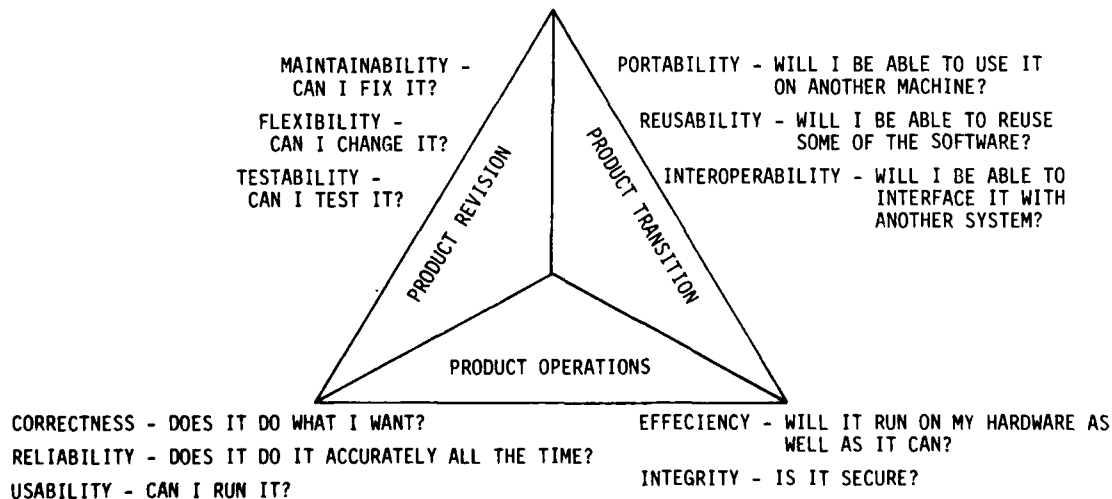 MAINTAINABILITY -
CAN I FIX IT?
FLEXIBILITY -
CAN I CHANGE IT?
TESTABILITY -
CAN I TEST IT?
PRODUCT REVISION
PORTABILITY - WILL I BE ABLE TO USE IT
ON ANOTHER MACHINE?
REUSABILITY - WILL I BE ABLE TO REUSE
SOME OF THE SOFTWARE?
INTEROPERABILITY - WILL I BE ABLE TO
INTERFACE IT WITH
ANOTHER SYSTEM?
PRODUCT TRANSITION
PRODUCT OPERATIONS
CORRECTNESS - DOES IT DO WHAT I WANT?
RELIABILITY - DOES IT DO IT ACCURATELY ALL THE TIME?
USABILITY - CAN I RUN IT?
EFFECIENCY - WILL IT RUN ON MY HARDWARE AS
WELL AS IT CAN?
INTEGRITY - IS IT SECURE?